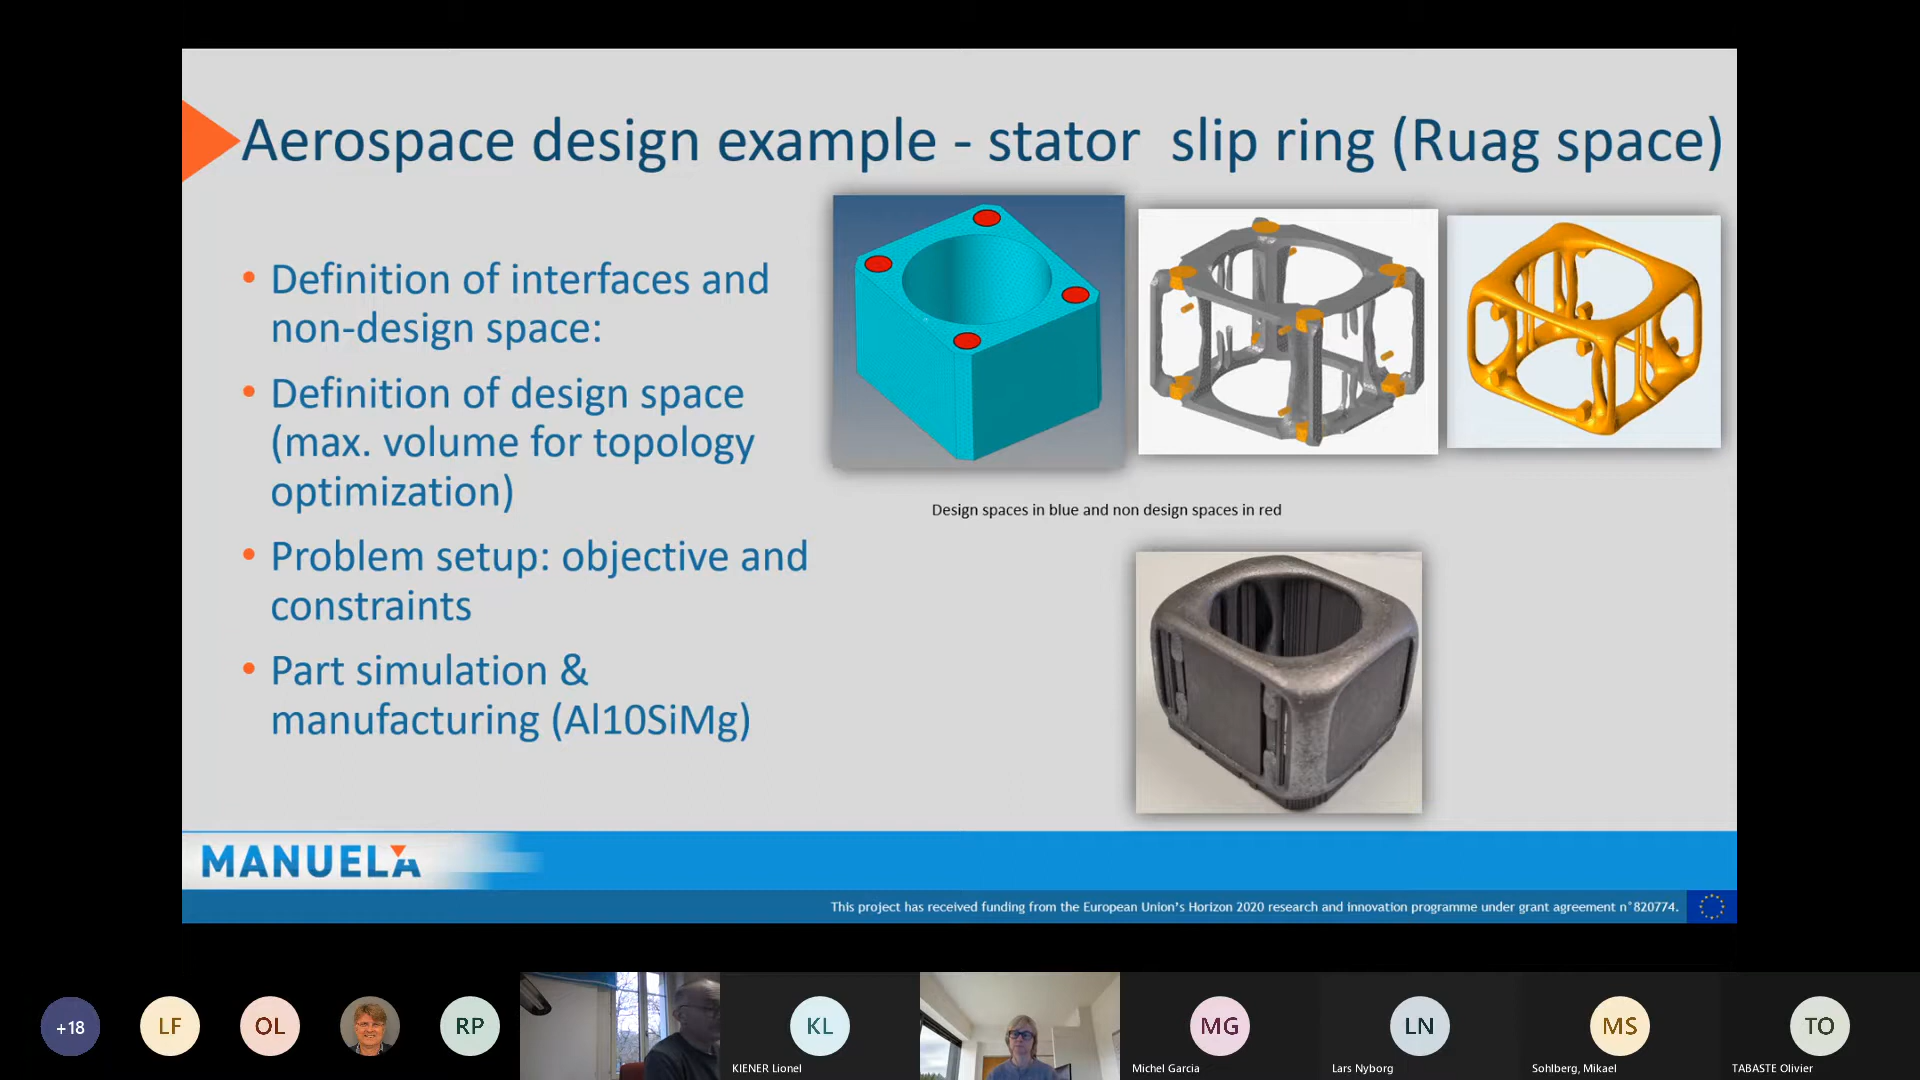 Aerospace design example - stator  slip ring (Ruag space)
• Definition of interfaces and
non-design space:
• Definition of design space
(max. volume for topology
optimization)
• Problem setup: objective and
constraints
• Part simulation &
manufacturing (Al10SiMg)
Design spaces in blue and non design spaces in red
MANUELA
This project has received funding from the European Union's Horizon 2020 research and innovation programme under grant agreement n°820774.
+18
LF
OL
RP
KL
KIENER Lionel
MG
Michel Garcia
LN
Lars Nyborg
MS
Sohlberg, Mikael
TO
TABASTE Olivier